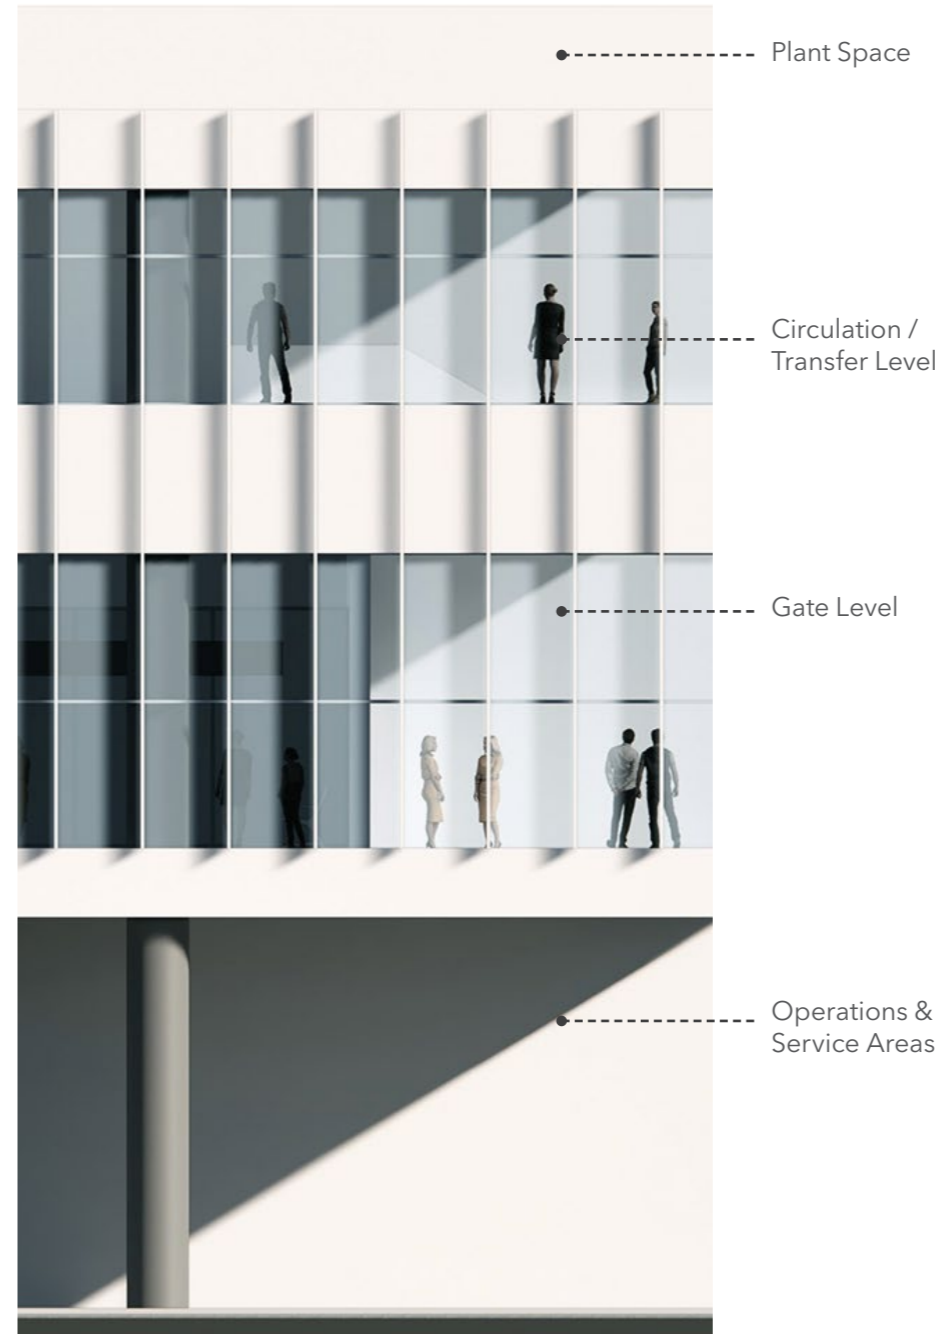 Plant Space
Circulation /
Transfer Level
Gate Level
Operations &
Service Areas